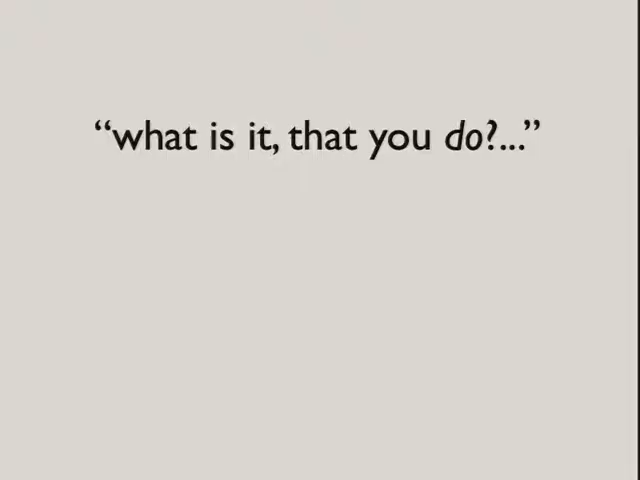 “what is it, that you do?...”